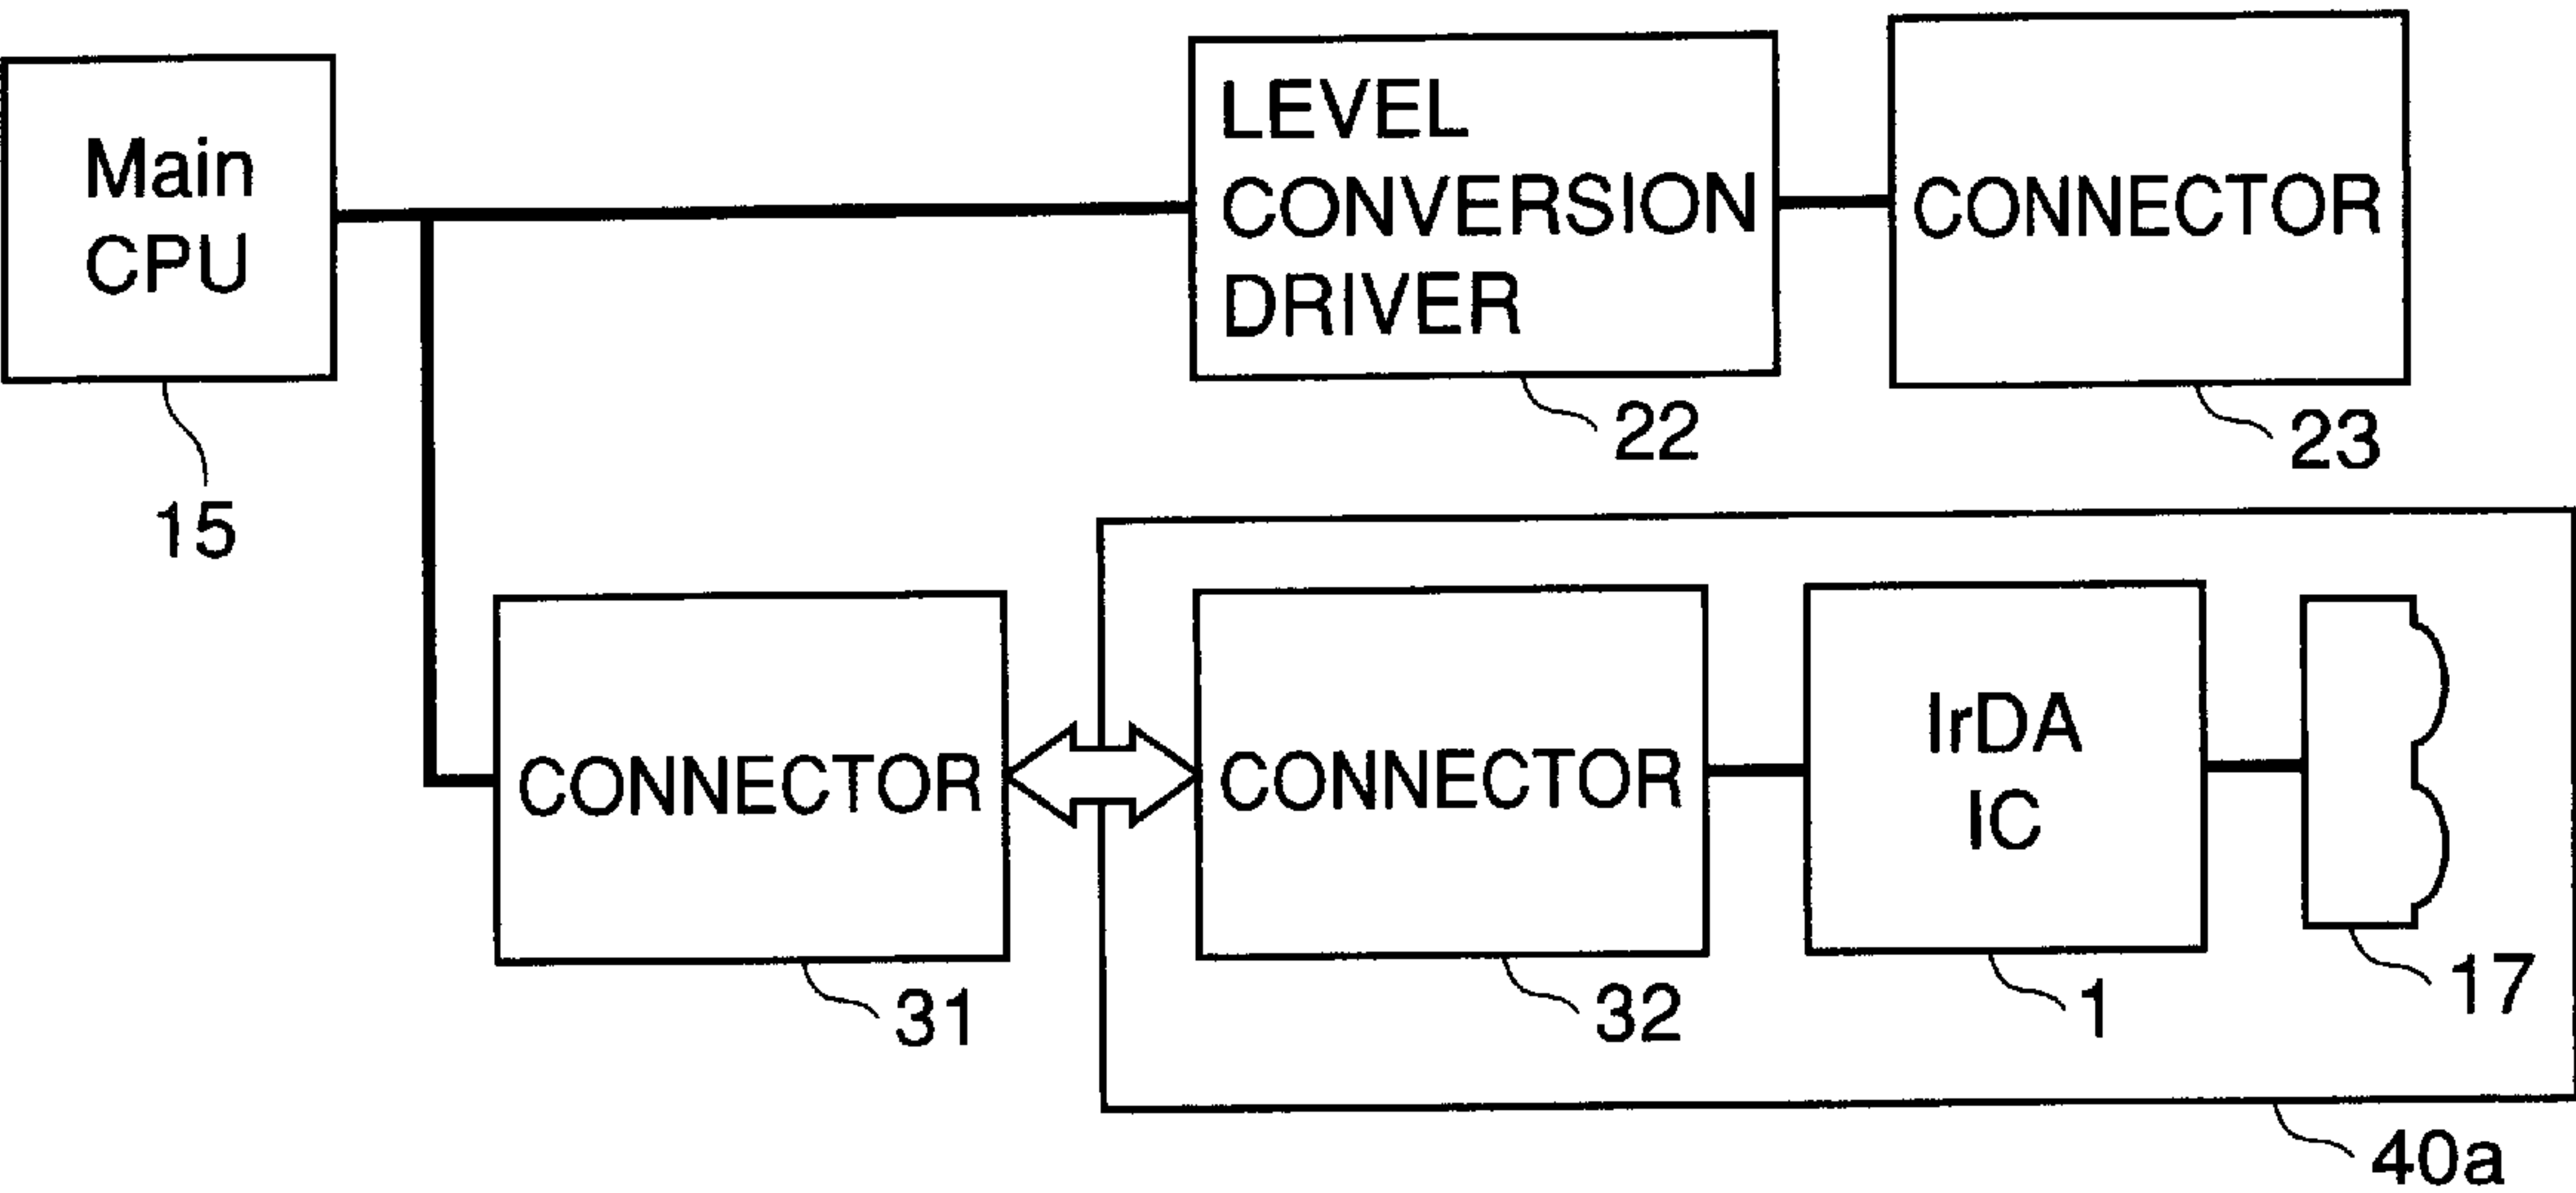 Main
CPU
15
LEVEL
CONVERSION
DRIVER
22
CONNECTOR
23
CONNECTOR
31
CONNECTOR
32
IrDA
IC
1
17
40a